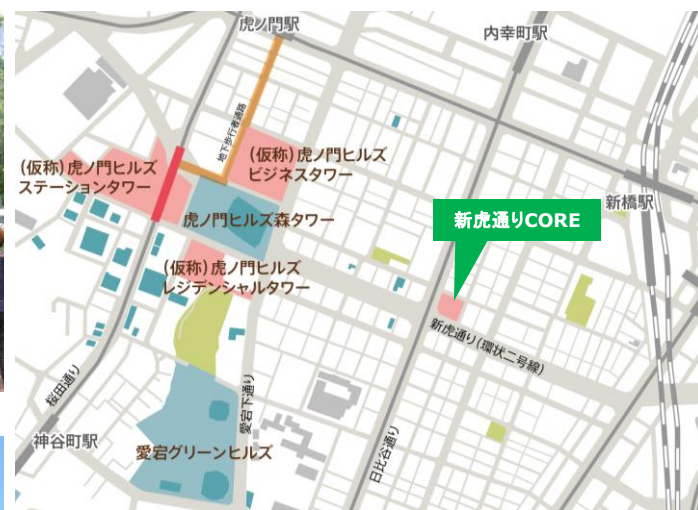 虎ノ門駅
内幸町駅
地下歩行者通路
(仮称)虎ノ門ヒルズ
ビジネスタワー
(仮称)虎ノ門ヒルズ
ステーションタワー
新橋駅
虎ノ門ヒルズ森タワー
新虎通りCORE
(仮称)虎ノ門ヒルズ
レジデンシャルタワー
新虎通り(環状二号線)
桜田通り
愛宕下通り
日比谷通り
神谷町駅
愛宕グリーンヒルズ